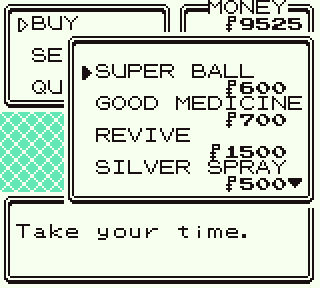 BUY
MONEY
₽9525
SE
QU
SUPER BALL
₽600
GOOD MEDICINE
₽700
REVIVE
₽1500
SILVER SPRAY
₽500
Take your time.